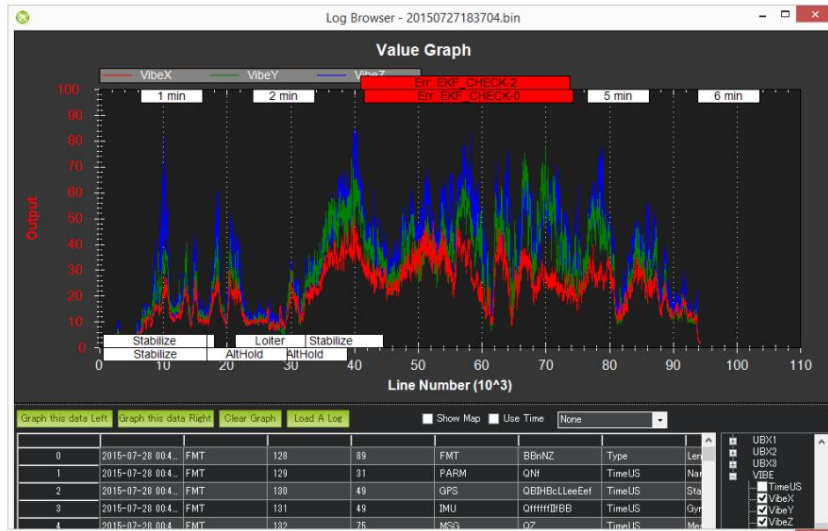 Log Browser - 20150727183704.bin
Value Graph
VibeX VibeY VibeZ
Err: EKF_CHECK-2
Err: EKF_CHECK-0
1 min 2 min 5 min 6 min
100
90
80
70
60
50
40
30
20
10
0
Output
Stabilize Loiter Stabilize
Stabilize AltHold AltHold
0 10 20 30 40 50 60 70 80 90 100 110
Line Number (10^3)
Graph this data Left Graph this data Right Clear Graph Load A Log Show Map Use Time None
0 2015-07-28 00:4... FMT 128 89 FMT BBnNZ Type Len
1 2015-07-28 00:4... FMT 129 31 PARM QNf TimeUS Nar
2 2015-07-28 00:4... FMT 130 49 GPS QBIHBcLLeeEef TimeUS Sta
3 2015-07-28 00:4... FMT 131 49 IMU QffffffIIfBB TimeUS Gyr
4 2015-07-28 00:4... FMT 132 75 MSG QZ TimeUS Mes
UBX1
UBX2
UBX3
VIBE
TimeUS
VibeX
VibeY
VibeZ